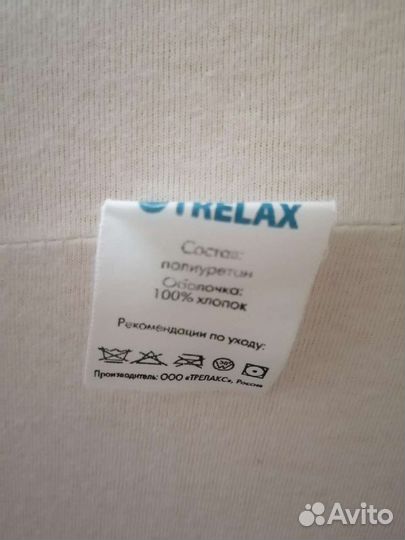 TRELAX
Состав:
полиуретан
Оболочка:
100% хлопок
Рекомендации по уходу:
Производитель: ООО «ТРЕЛАКС», Россия
Avito